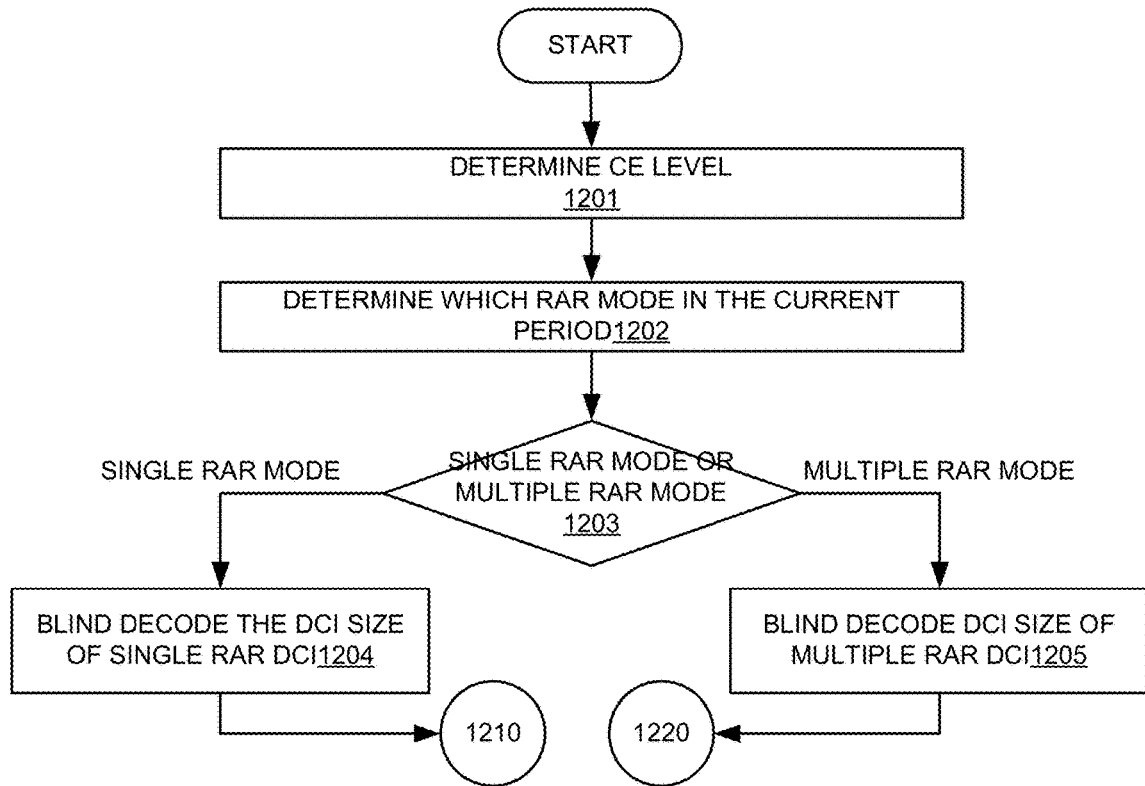 START
DETERMINE CE LEVEL
1201
DETERMINE WHICH RAR MODE IN THE CURRENT
PERIOD1202
SINGLE RAR MODE
SINGLE RAR MODE OR
MULTIPLE RAR MODE
1203
MULTIPLE RAR MODE
BLIND DECODE THE DCI SIZE
OF SINGLE RAR DCI1204
BLIND DECODE DCI SIZE OF
MULTIPLE RAR DCI1205
1210
1220